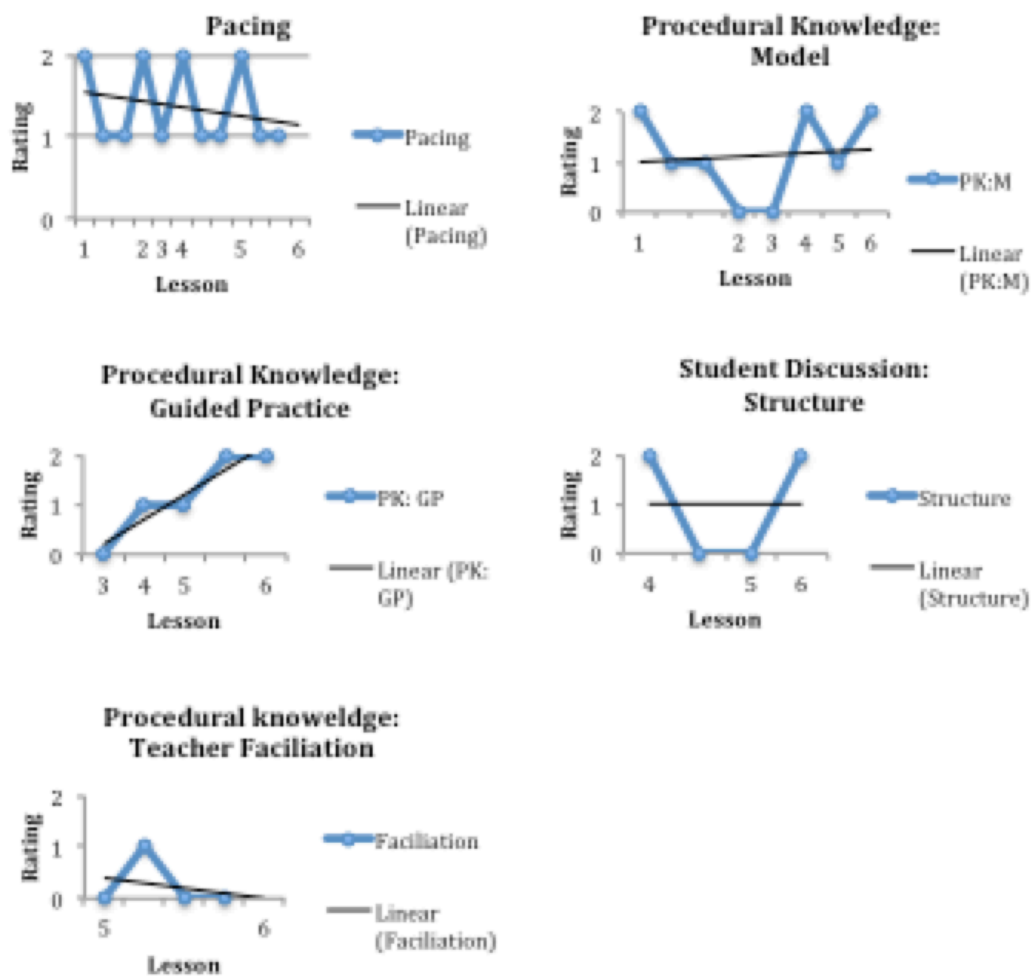 Pacing
2
1
0
Rating
1 2 3 4 5 6
Lesson
Pacing
Linear
(Pacing)
Procedural Knowledge:
Model
2
1
0
Rating
1 2 3 4 5 6
Lesson
PK:M
Linear
(PK:M)
Procedural Knowledge:
Guided Practice
2
1
0
Rating
3 4 5 6
Lesson
PK: GP
Linear (PK:
GP)
Student Discussion:
Structure
2
1
0
Rating
4 5 6
Lesson
Structure
Linear
(Structure)
Procedural knoweldge:
Teacher Faciliation
2
1
0
Rating
5 6
Lesson
Faciliation
Linear
(Faciliation)